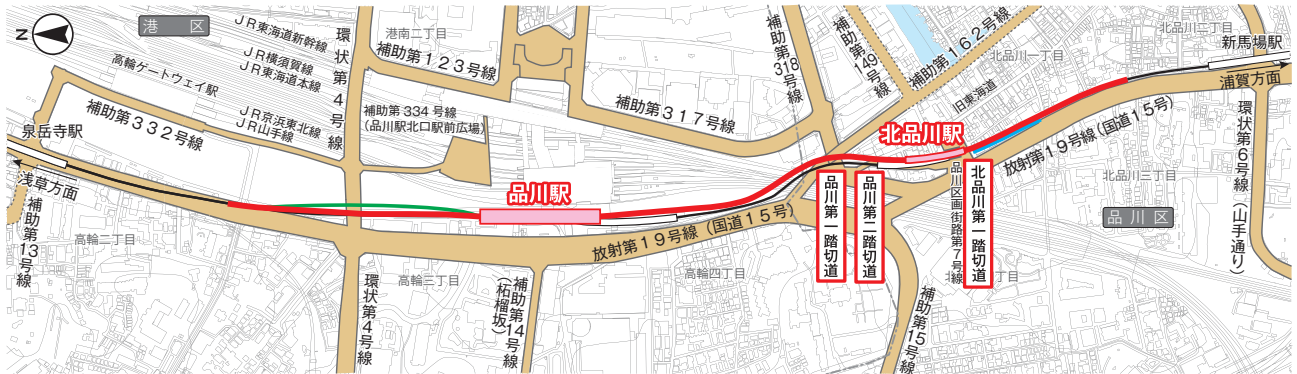 N
港 区
JR東海道新幹線
JR横須賀線
JR東海道本線
高輪ゲートウェイ駅
JR京浜東北線
JR山手線
環状第4号線
港南二丁目
補助第123号線
補助第332号線
泉岳寺駅
浅草方面
補助第13号線
高輪二丁目
補助第334号線
(品川駅北口駅前広場)
補助第317号線
補助第318号線
補助第149号線
補助第162号線
北品川一丁目
旧東海道
北品川二丁目
新馬場駅
浦賀方面
環状第6号線(山手通り)
品川駅
北品川駅
放射第19号線(国道15号)
放射第19号線(国道15号)
品川第一踏切道
品川第一踏切道
品川区画街路第7号線
北品川第一踏切道
北品川三丁目
品川区
環状第4号線
高輪三丁目
補助第14号線
(柘榴坂)
高輪四丁目
補助第15号線
丁目